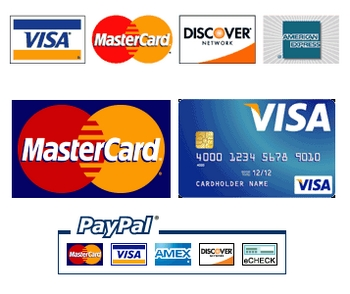 VISA MasterCard DISCOVER NETWORK AMERICAN EXPRESS
MasterCard
VISA
4000 1234 5678 9010
12/12
CARDHOLDER NAME
VISA
PayPal®
MasterCard VISA AMEX DISCOVER NETWORK eCHECK